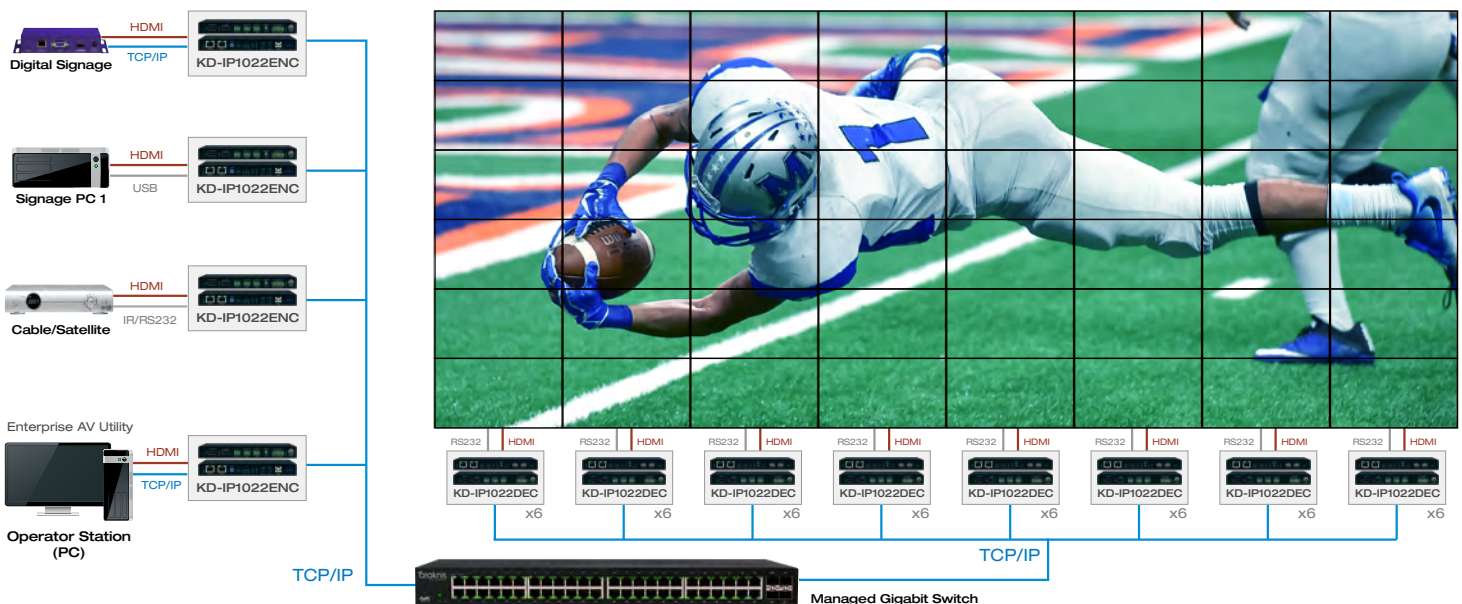 HDMI
TCP/IP
Digital Signage
KD-IP1022ENC
HDMI
USB
Signage PC 1
KD-IP1022ENC
HDMI
IR/RS232
Cable/Satellite
KD-IP1022ENC
Enterprise AV Utility
HDMI
TCP/IP
Operator Station
(PC)
KD-IP1022ENC
M
RS232 HDMI RS232 HDMI RS232 HDMI RS232 HDMI RS232 HDMI RS232 HDMI RS232 HDMI RS232 HDMI
KD-IP1022DEC KD-IP1022DEC KD-IP1022DEC KD-IP1022DEC KD-IP1022DEC KD-IP1022DEC KD-IP1022DEC KD-IP1022DEC
x6 x6 x6 x6 x6 x6 x6 x6
TCP/IP
TCP/IP
araknis
Managed Gigabit Switch